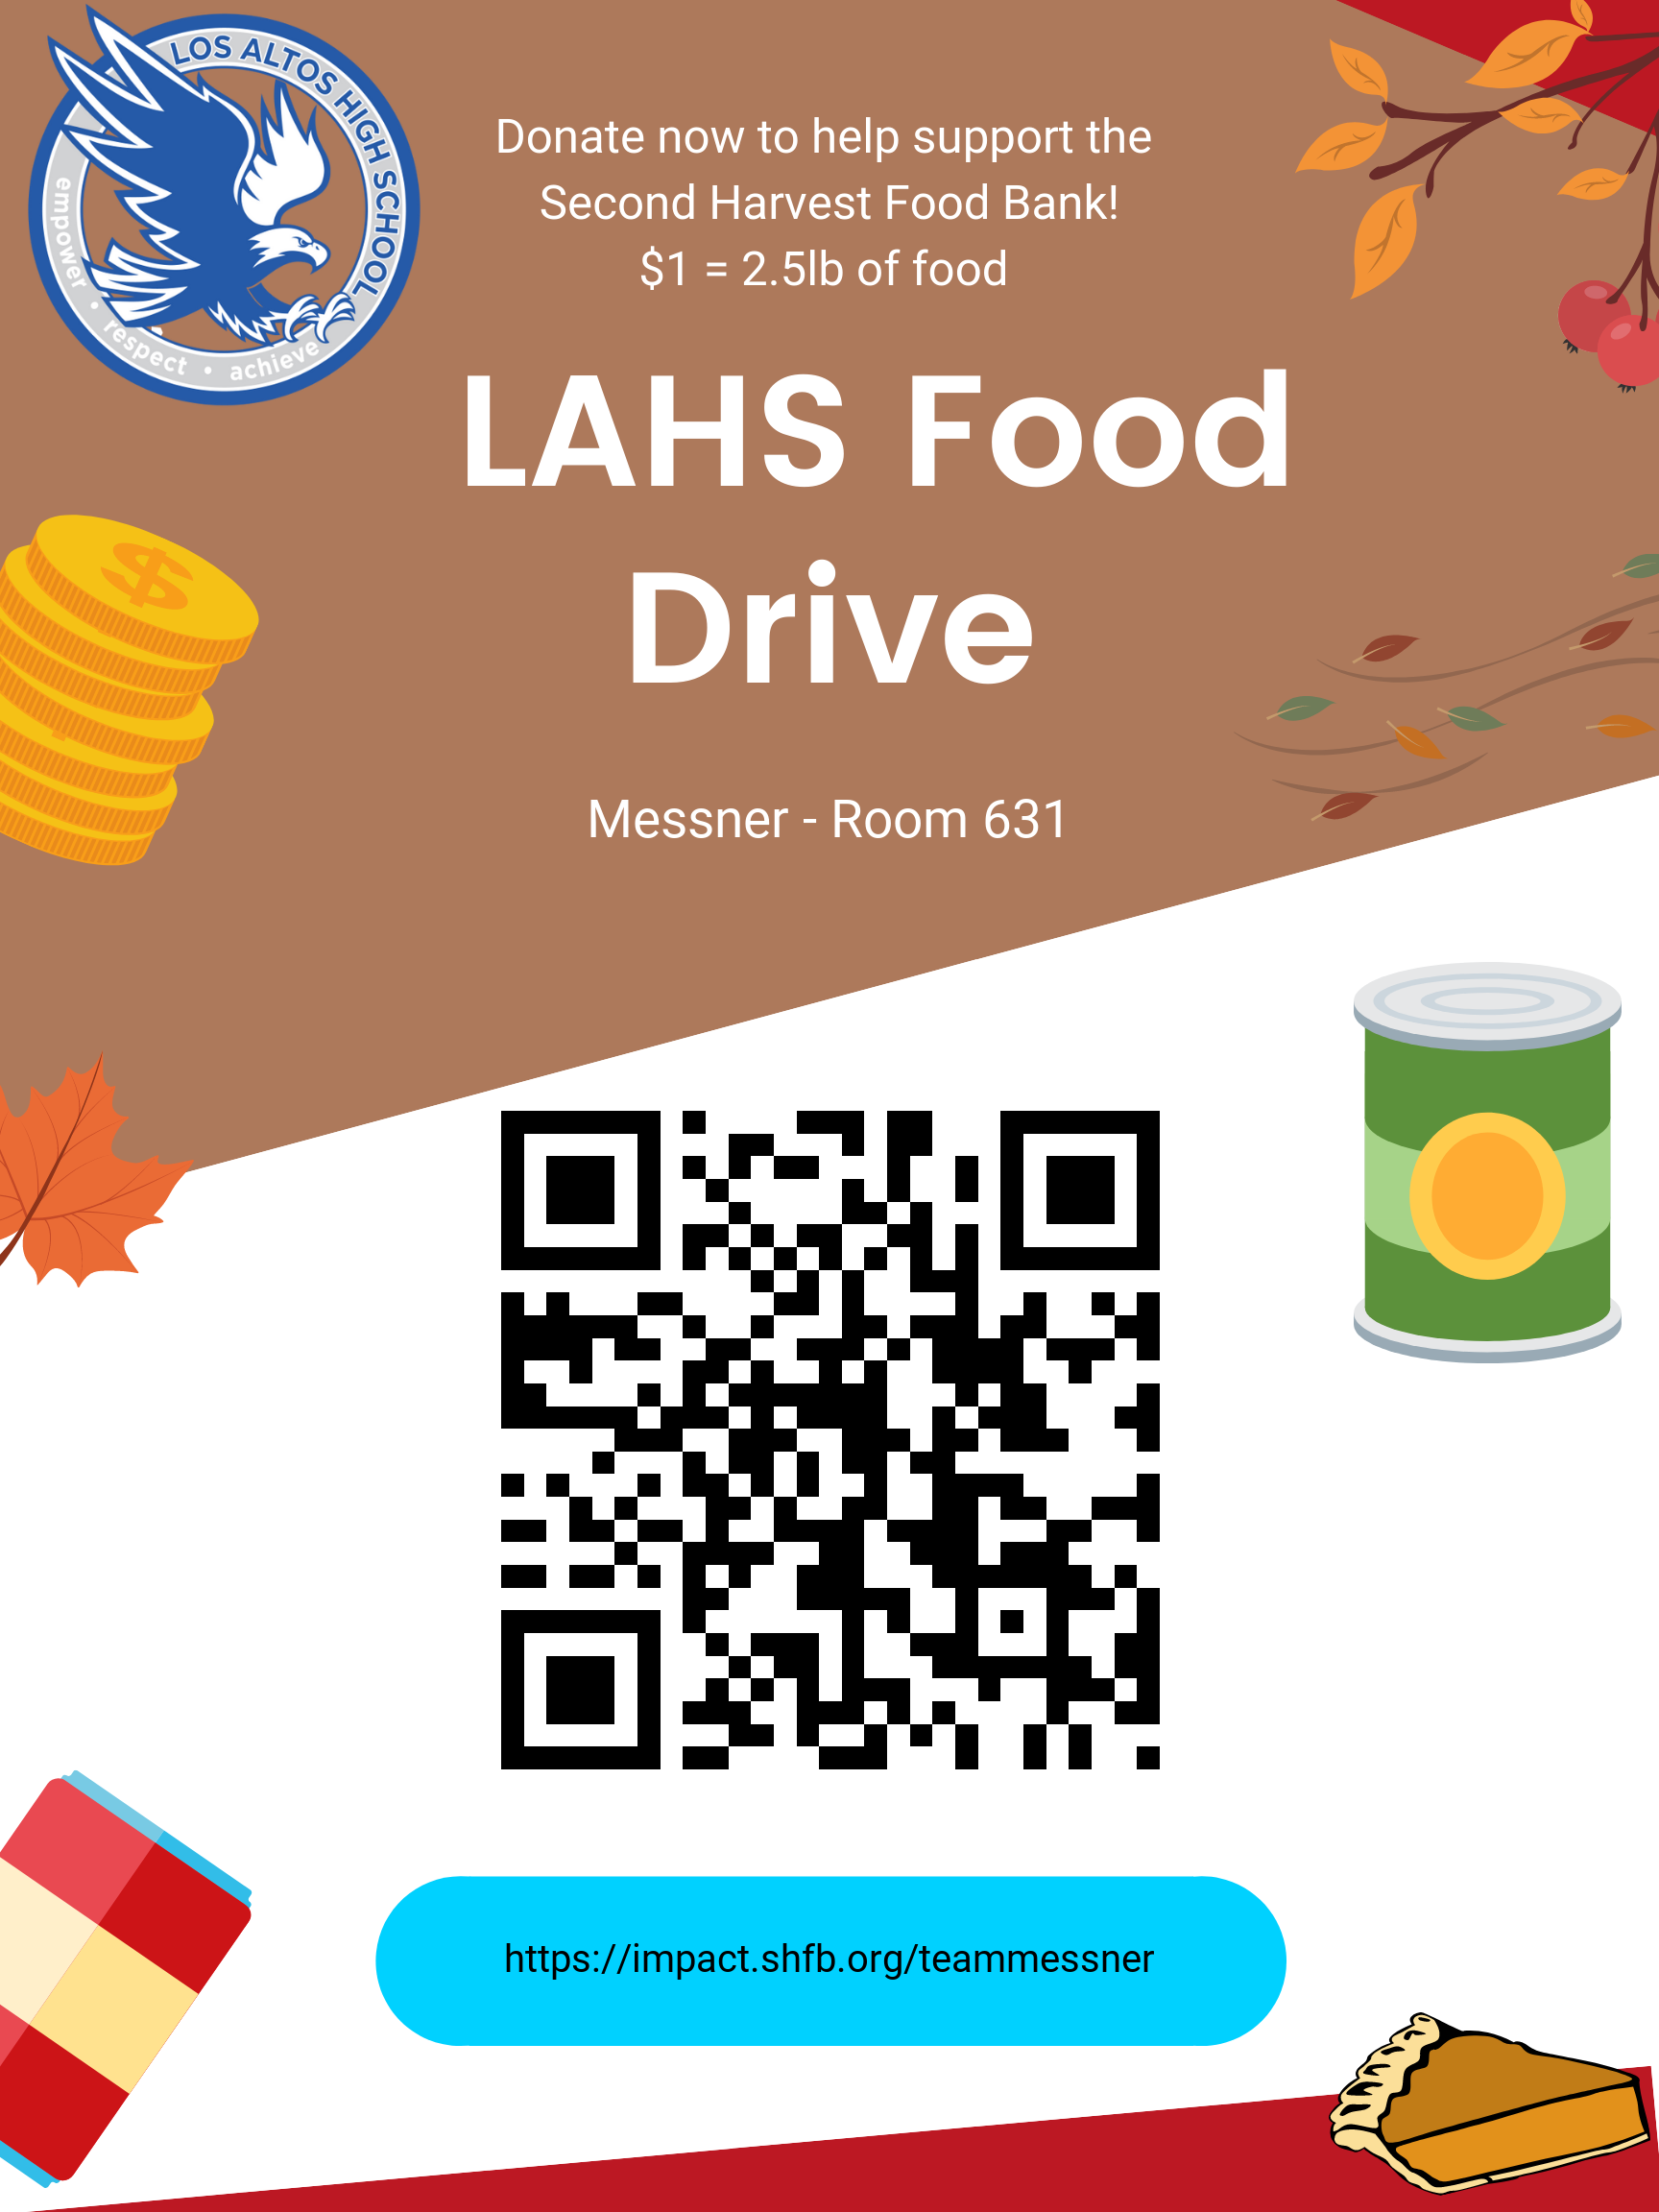 LOS ALTOS HIGH SCHOOL
empower • respect • achieve
Donate now to help support the
Second Harvest Food Bank!
$1 = 2.5lb of food
LAHS Food
Drive
$
Messner - Room 631
https://impact.shfb.org/teammessner